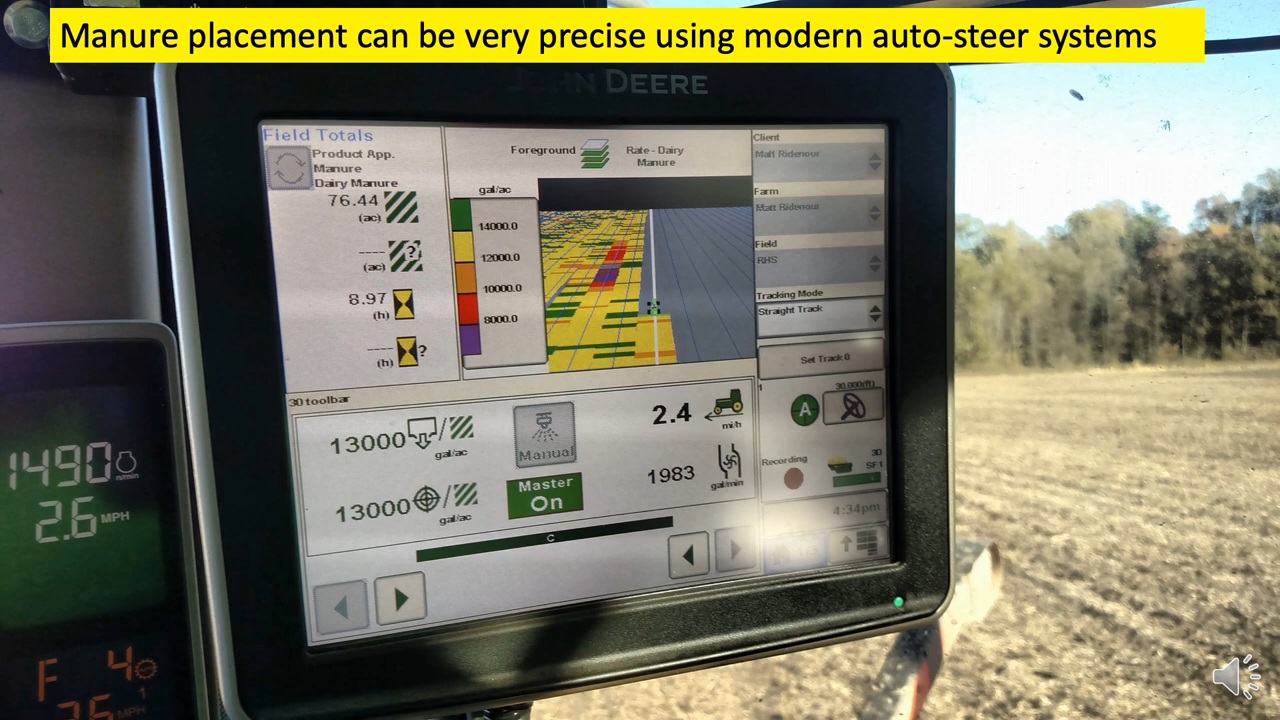 Manure placement can be very precise using modern auto-steer systems
JOHN DEERE
Field Totals
Product App.
Manure
Dairy Manure
76.44
(ac)
---- ?
(ac)
8.97
(h)
---- ?
(h)
Foreground
Rate - Dairy
Manure
gal/ac
14000.0
12000.0
10000.0
8000.0
Client
Matt Ridenour
Farm
Matt Ridenour
Field
RHS
Tracking Mode
Straight Track
Set Track 0
30 toolbar
13000 /
gal/ac
Manual
2.4
mi/h
13000 /
gal/ac
Master
On
1983
gal/min
C
1
30.000(ft)
A
Recording
3D
SF1
4:34pm
1490
n/min
2.6 MPH
F 4
1
MPH